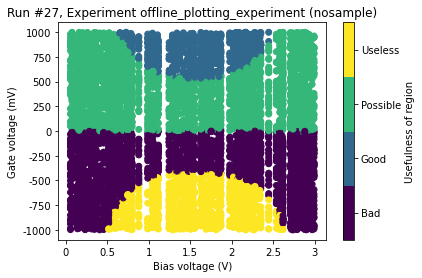 Run #27, Experiment offline_plotting_experiment (nosample)
1000
750
500
250
0
-250
-500
-750
-1000
Gate voltage (mV)
0
0.5
1
1.5
2
2.5
3
Bias voltage (V)
Useless
Possible
Good
Bad
Usefulness of region